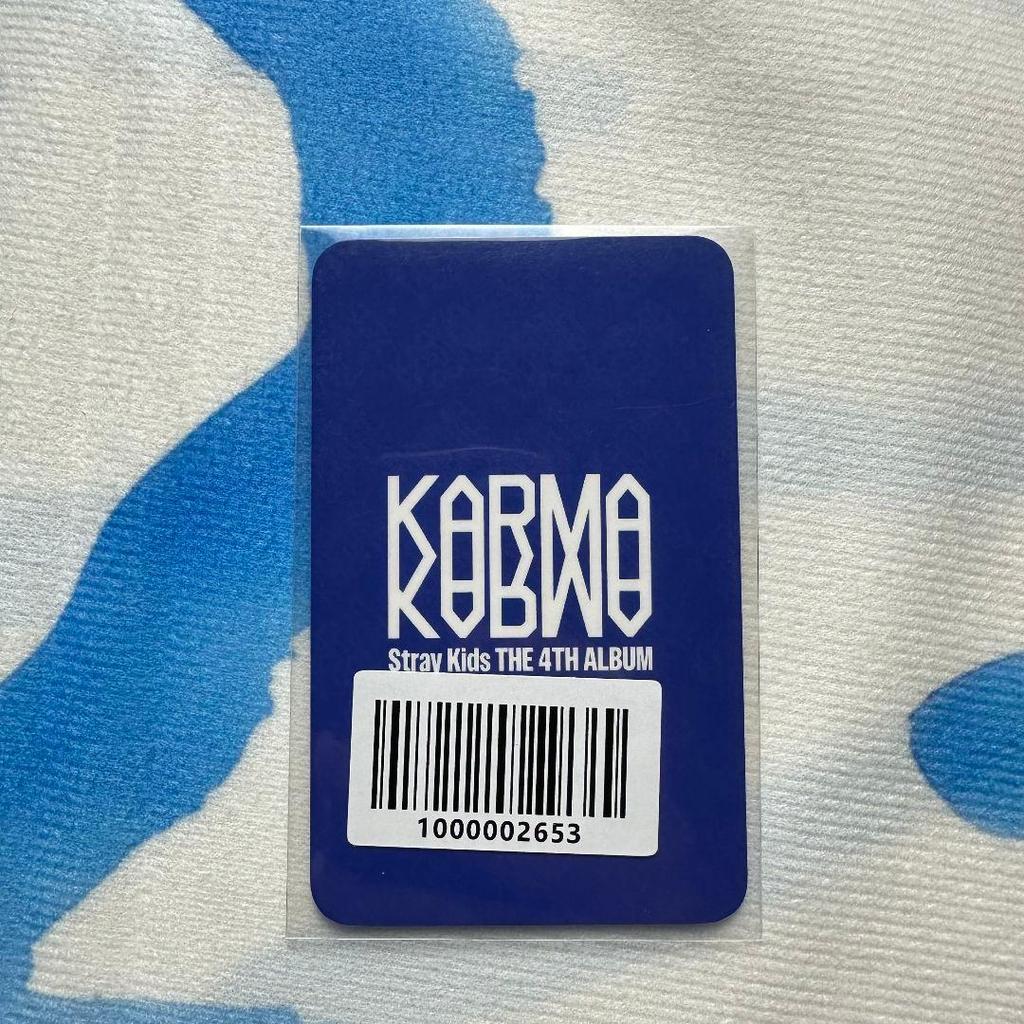 KARMA
Stray Kids THE 4TH ALBUM
1000002653